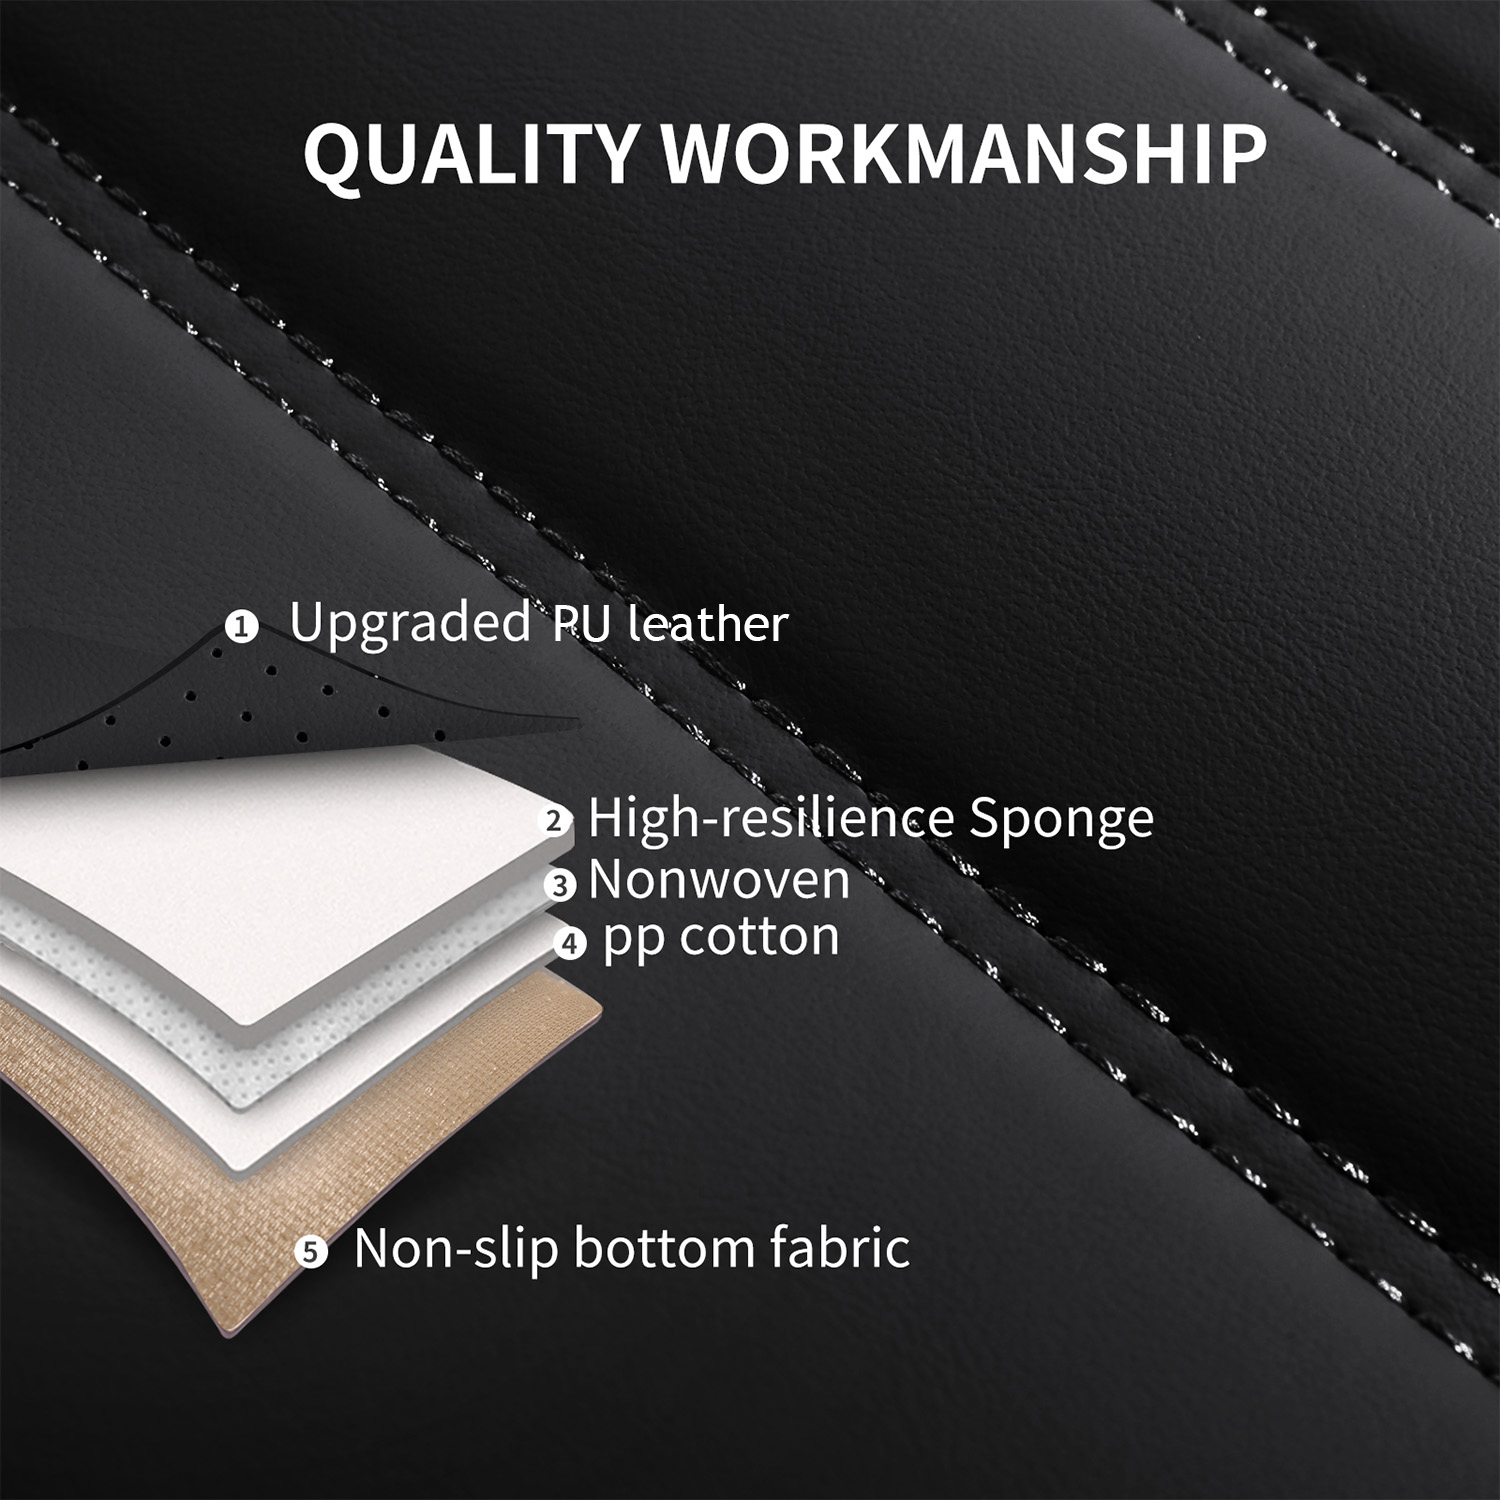 QUALITY WORKMANSHIP
1 Upgraded PU leather
2 High-resilience Sponge
3 Nonwoven
4 pp cotton
5 Non-slip bottom fabric